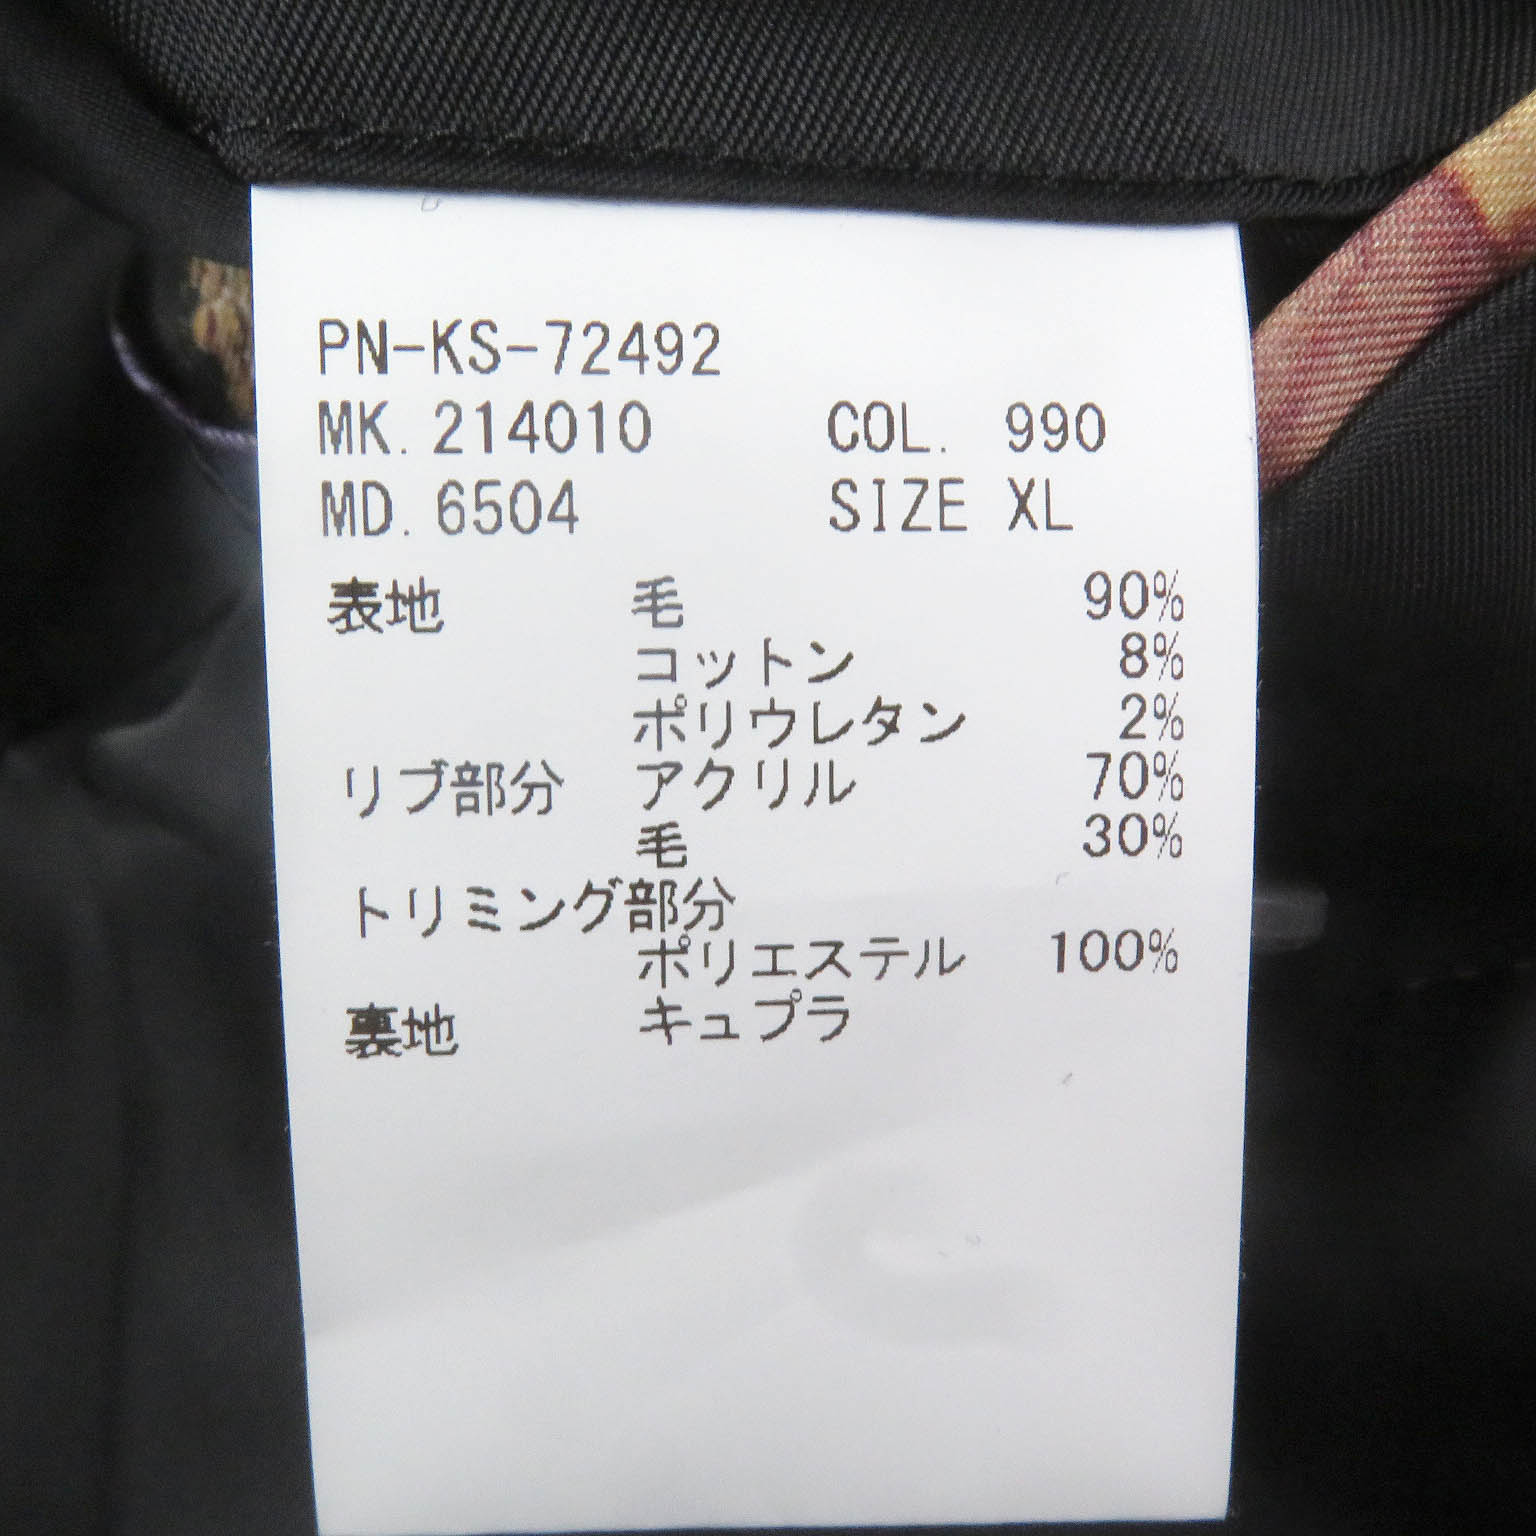 PN-KS-72492
MK. 214010 COL. 990
MD. 6504 SIZE XL
表地 毛 90%
コットン 8%
ポリウレタン 2%
リブ部分 アクリル 70%
毛 30%
トリミング部分
ポリエステル 100%
裏地 キュプラ